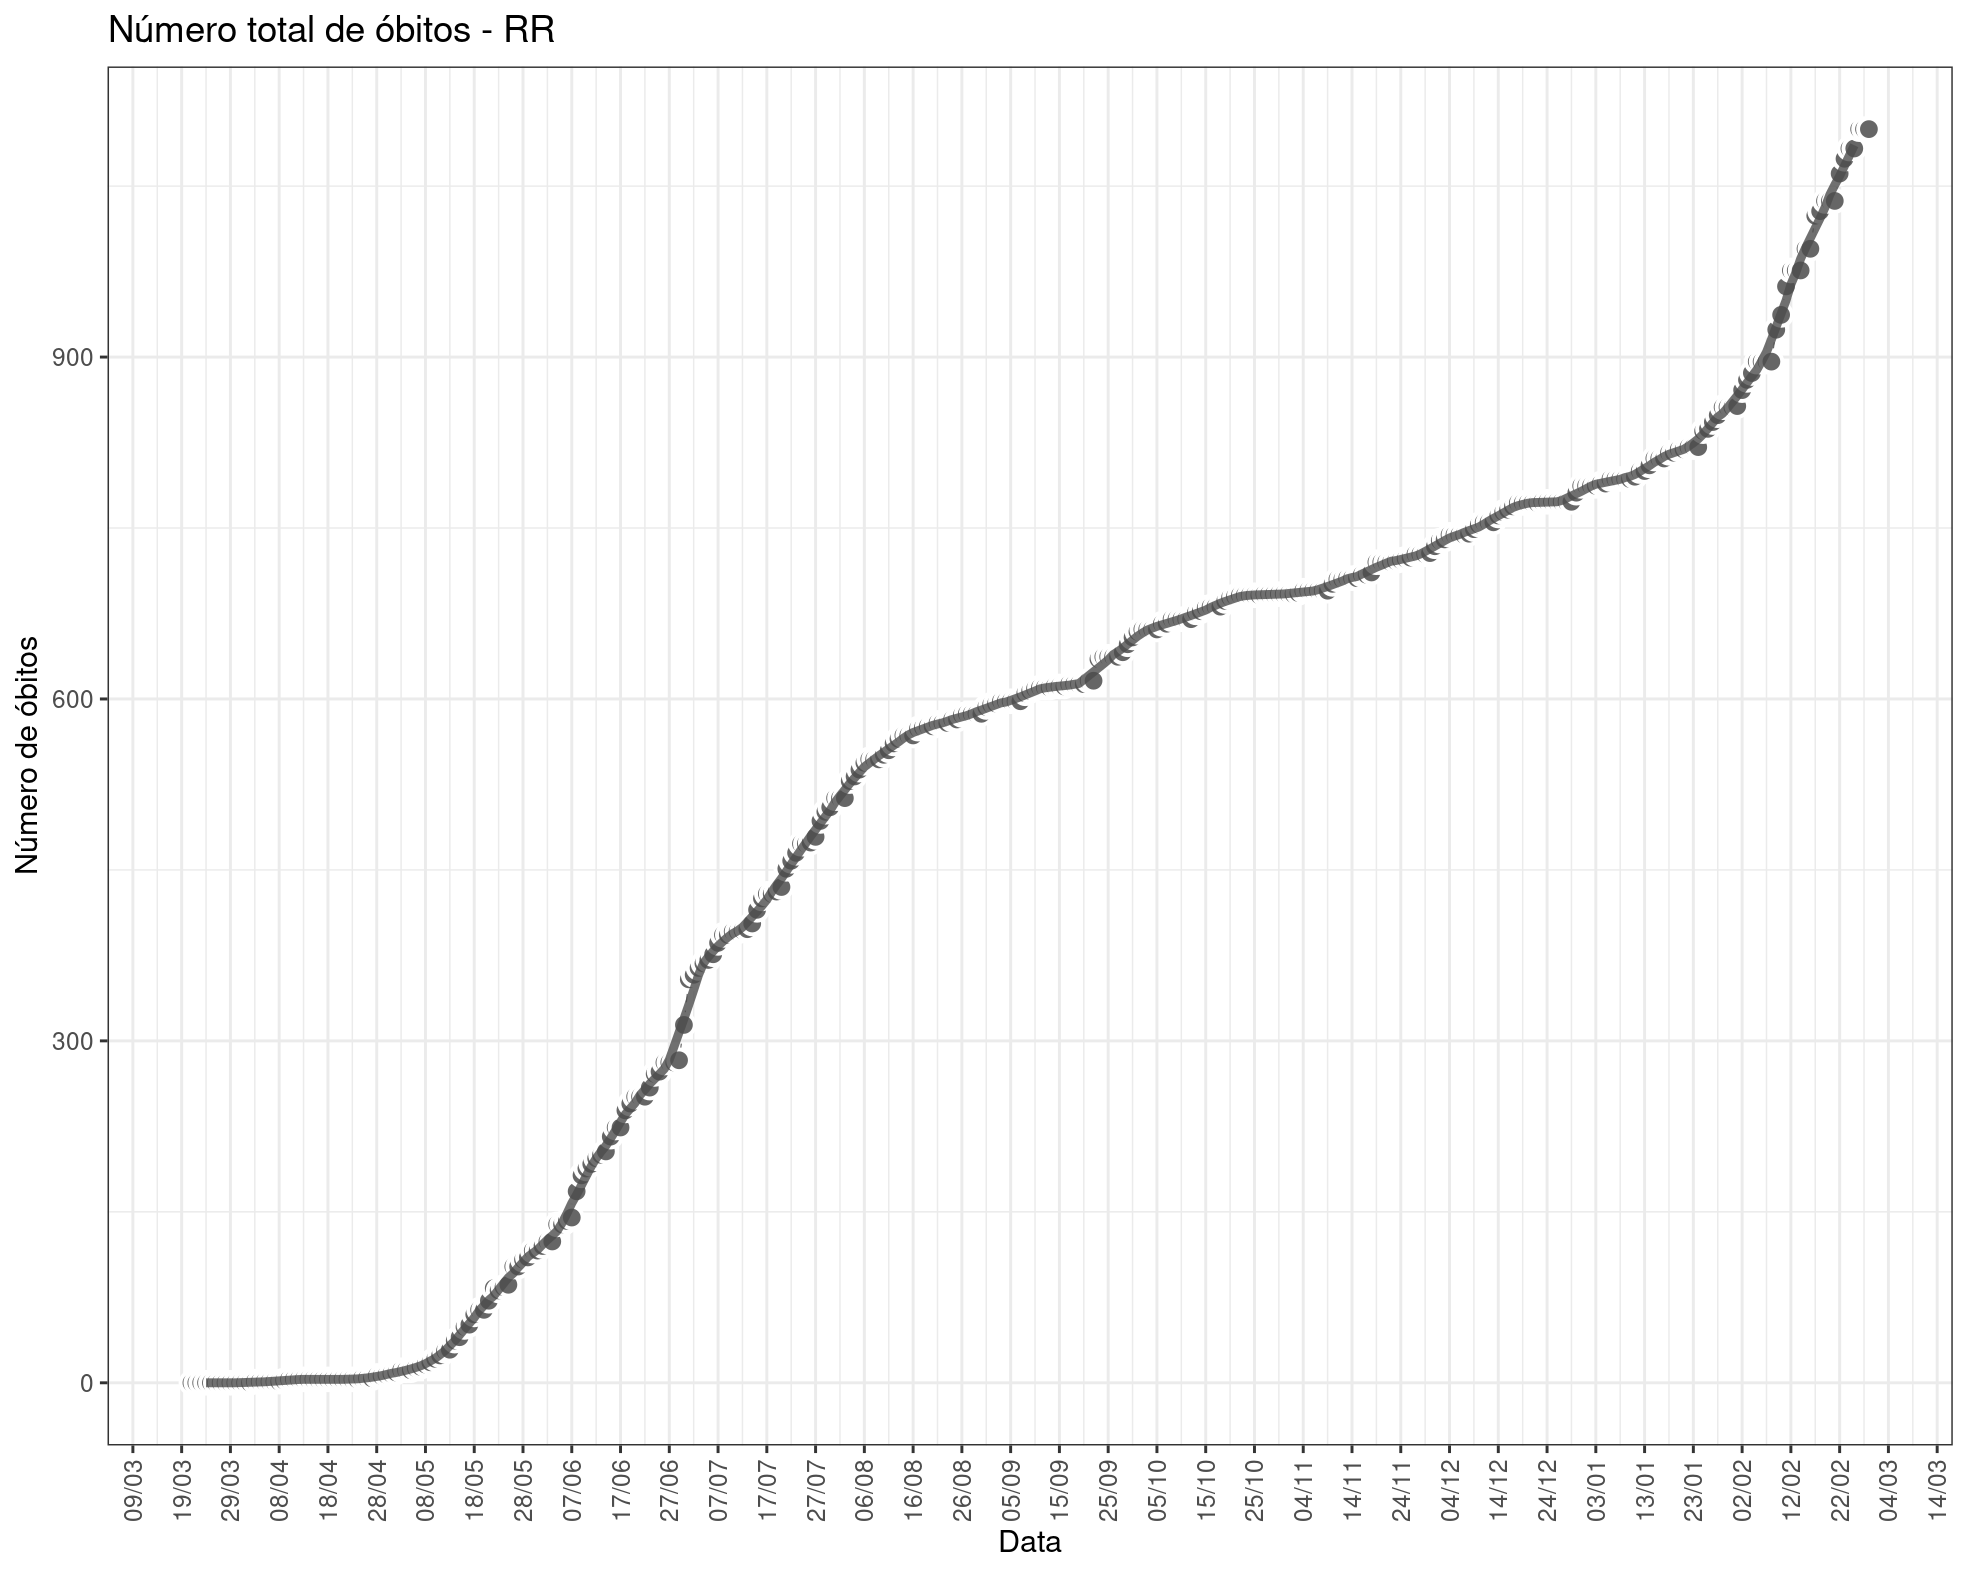 Número total de óbitos - RR
Número de óbitos
900
600
300
0
09/03 19/03 29/03 08/04 18/04 28/04 08/05 18/05 28/05 07/06 17/06 27/06 07/07 17/07 27/07 06/08 16/08 26/08 05/09 15/09 25/09 05/10 15/10 25/10 04/11 14/11 24/11 04/12 14/12 24/12 03/01 13/01 23/01 02/02 12/02 22/02 04/03 14/03
Data